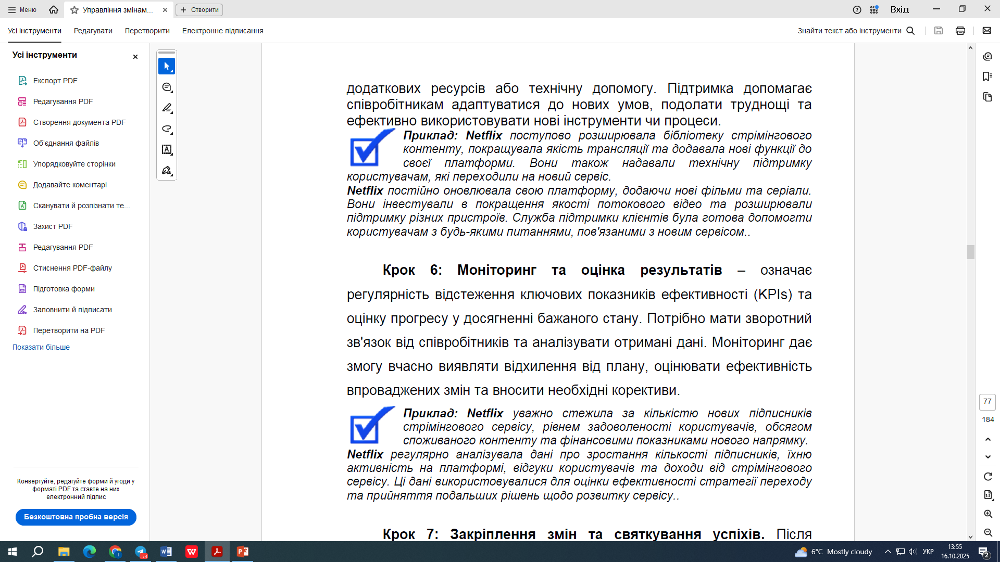 Меню
Управління змінам...
Створити
Вхід
Усі інструменти
Редагувати
Перетворити
Електронне підписання
Знайти текст або інструменти
Усі інструменти
Експорт PDF
Редагування PDF
Створення документа PDF
Об'єднання файлів
Упорядковуйте сторінки
Додавайте коментарі
Сканувати й розпізнати те...
Захист PDF
Редагування PDF
Стиснення PDF-файлу
Підготовка форми
Заповнити й підписати
Перетворити на PDF
Показати більше
Конвертуйте, редагуйте форми й угоди у
форматі PDF та ставте на них
електронний підпис
Безкоштовна пробна версія
додаткових ресурсів або технічну допомогу. Підтримка допомагає
співробітникам адаптуватися до нових умов, подолати труднощі та
ефективно використовувати нові інструменти чи процеси.
Приклад: Netflix поступово розширювала бібліотеку стрімінгового
контенту, покращувала якість трансляції та додавала нові функції до
своєї платформи. Вони також надавали технічну підтримку
користувачам, які переходили на новий сервіс.
Netflix постійно оновлювала свою платформу, додаючи нові фільми та серіали.
Вони інвестували в покращення якості потокового відео та розширювали
підтримку різних пристроїв. Служба підтримки клієнтів була готова допомогти
користувачам з будь-якими питаннями, пов'язаними з новим сервісом..
Крок 6: Моніторинг та оцінка результатів – означає
регулярність відстеження ключових показників ефективності (KPIs) та
оцінку прогресу у досягненні бажаного стану. Потрібно мати зворотний
зв'язок від співробітників та аналізувати отримані дані. Моніторинг дає
змогу вчасно виявляти відхилення від плану, оцінювати ефективність
впроваджених змін та вносити необхідні корективи.
Приклад: Netflix уважно стежила за кількістю нових підписників
стрімінгового сервісу, рівнем задоволеності користувачів, обсягом
споживаного контенту та фінансовими показниками нового напрямку.
Netflix регулярно аналізувала дані про зростання кількості підписників, їхню
активність на платформі, відгуки користувачів та доходи від стрімінгового
сервісу. Ці дані використовувалися для оцінки ефективності стратегії переходу
та прийняття подальших рішень щодо розвитку сервісу..
Крок 7: Закріплення змін та святкування успіхів. Після
77
184
1:1
..54
6°C Mostly cloudy
УКР
13:55
16.10.2025
2